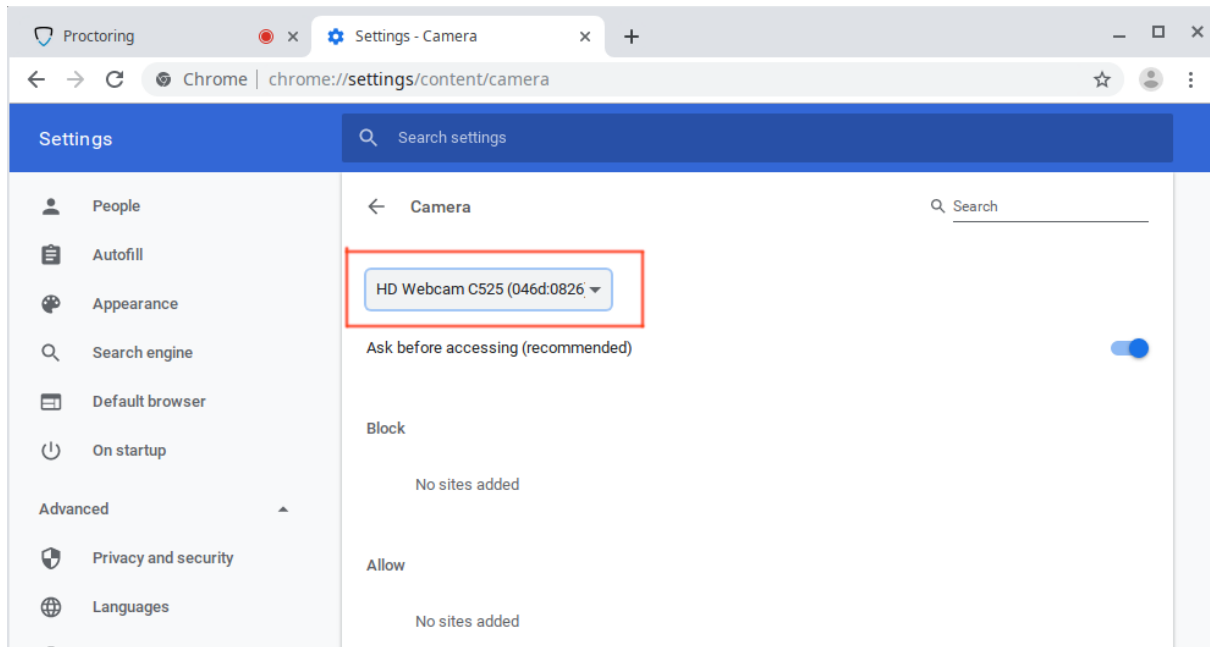 Proctoring
Settings - Camera
Chrome | chrome://settings/content/camera
Settings
Search settings
People
Autofill
Appearance
Search engine
Default browser
On startup
Advanced
Privacy and security
Languages
Camera
Search
HD Webcam C525 (046d:0826
Ask before accessing (recommended)
Block
No sites added
Allow
No sites added